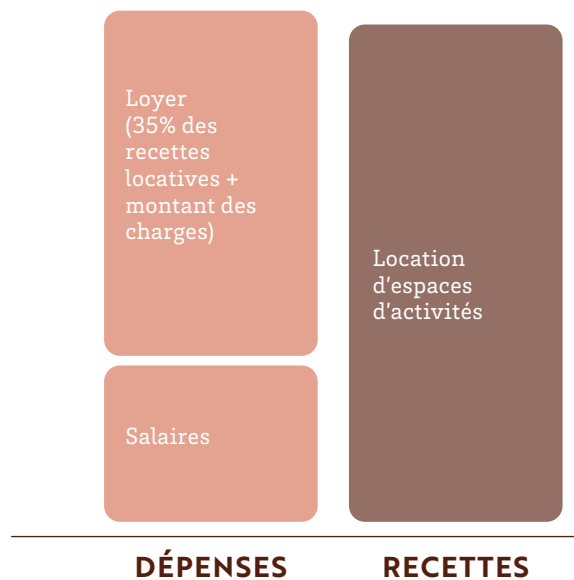 Loyer
(35% des
recettes
locatives +
montant des
charges)
Location
d'espaces
d'activités
Salaires
DÉPENSES
RECETTES